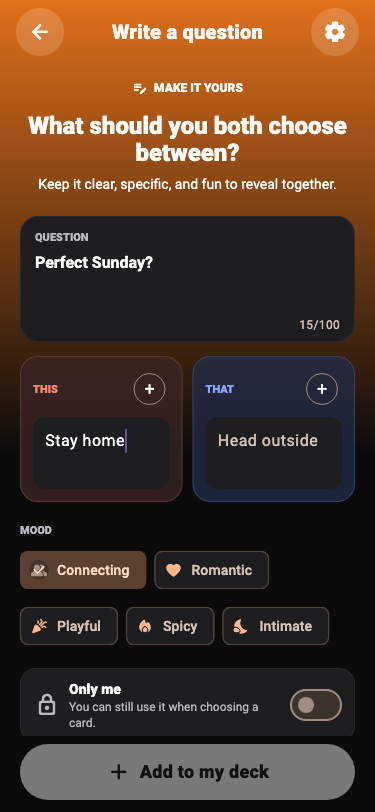 Write a question
MAKE IT YOURS
What should you both choose
between?
Keep it clear, specific, and fun to reveal together.
QUESTION
Perfect Sunday?
15/100
THIS
+
THAT
+
Stay home
Head outside
MOOD
Connecting
Romantic
Playful
Spicy
Intimate
Only me
You can still use it when choosing a
card.
+ Add to my deck